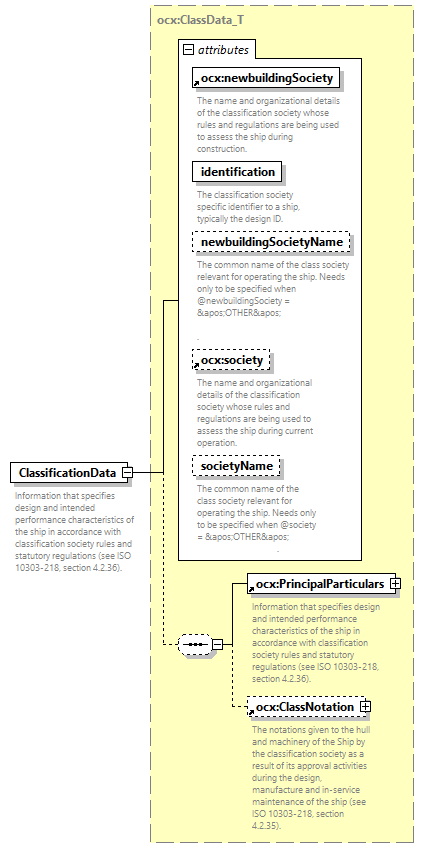 ocx:ClassData_T
attributes
ocx:newbuildingSociety
The name and organizational details
of the classification society whose
rules and regulations are being used
to assess the ship during
construction.
identification
The classification society
specific identifier to a ship,
typically the design ID.
newbuildingSocietyName
The common name of the class society
relevant for operating the ship. Needs
only to be specified when
@newbuildingSociety =
&apos;OTHER&apos;
.
ocx:society
The name and organizational
details of the classification
society whose rules and
regulations are being used to
assess the ship during current
operation.
societyName
The common name of the
class society relevant for
operating the ship. Needs only
to be specified when @society
= &apos;OTHER&apos;
.
ClassificationData
Information that specifies
design and intended
performance characteristics of
the ship in accordance with
classification society rules and
statutory regulations (see ISO
10303-218, section 4.2.36).
ocx:PrincipalParticulars
Information that specifies design
and intended performance
characteristics of the ship in
accordance with classification
society rules and statutory
regulations (see ISO 10303-218,
section 4.2.36).
ocx:ClassNotation
The notations given to the hull
and machinery of the Ship by
the classification society as a
result of its approval activities
during the design,
manufacture and in-service
maintenance of the ship (see
ISO 10303-218, section
4.2.35).